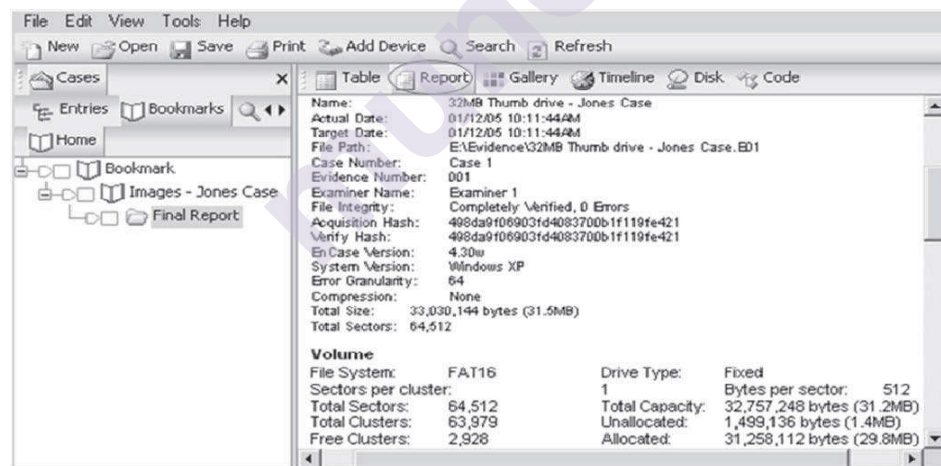 File Edit View Tools Help
New Open Save Print Add Device Search Refresh
Cases
Entries Bookmarks
Home
Bookmark
Images - Jones Case
Final Report
Table Report Gallery Timeline Disk Code
Name: 32MB Thumb drive - Jones Case
Actual Date: 01/12/05 10:11:44AM
Target Date: 01/12/05 10:11:44AM
File Path: E:\Evidence\32MB Thumb drive - Jones Case.E01
Case Number: Case 1
Evidence Number: 001
Examiner Name: Examiner 1
File Integrity: Completely Verified, 0 Errors
Acquisition Hash: 498da9f06903fd4083700b1f119fe421
Verify Hash: 498da9f06903fd4083700b1f119fe421
EnCase Version: 4.30w
System Version: Windows XP
Error Granularity: 64
Compression: None
Total Size: 33,030,144 bytes (31.5MB)
Total Sectors: 64,512
Volume
File System: FAT16 Drive Type: Fixed
Sectors per cluster: 1 Bytes per sector: 512
Total Sectors: 64,512 Total Capacity: 32,757,248 bytes (31.2MB)
Total Clusters: 63,979 Unallocated: 1,499,136 bytes (1.4MB)
Free Clusters: 2,928 Allocated: 31,258,112 bytes (29.8MB)